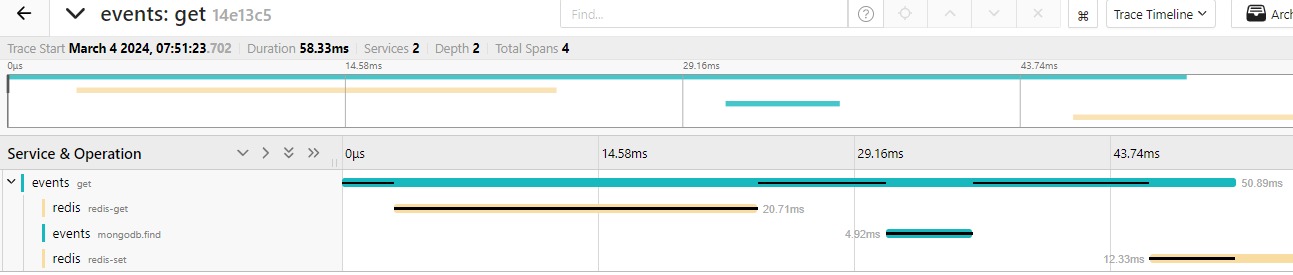 events: get 14e13c5
Find...
⌘
Trace Timeline
Arch
Trace Start March 4 2024, 07:51:23.702 Duration 58.33ms Services 2 Depth 2 Total Spans 4
0μs 14.58ms 29.16ms 43.74ms
Service & Operation 0μs 14.58ms 29.16ms 43.74ms
events get 50.89ms
redis redis-get 20.71ms
events mongodb.find 4.92ms
redis redis-set 12.33ms